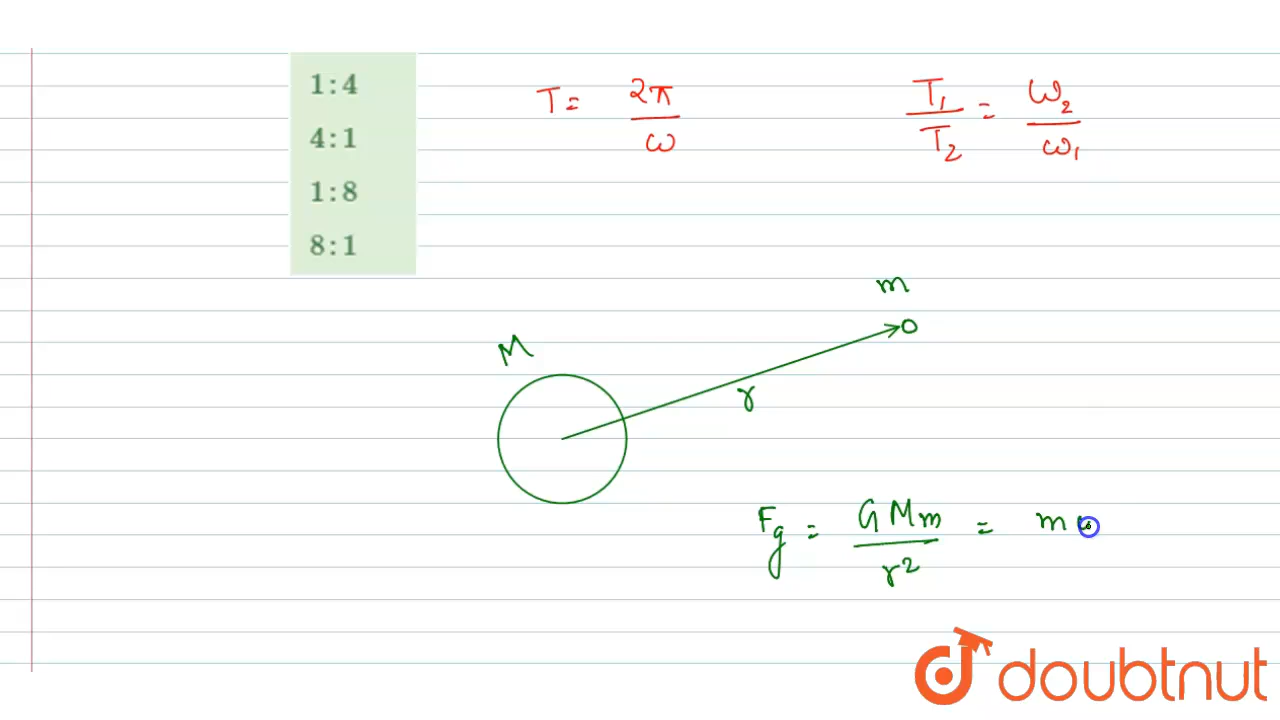 1:4
4:1
1:8
8:1
T = 2π / ω
T₁ / T₂ = ω₂ / ω₁
m
M
r
Fg = GMm / r² = m
doubtnut